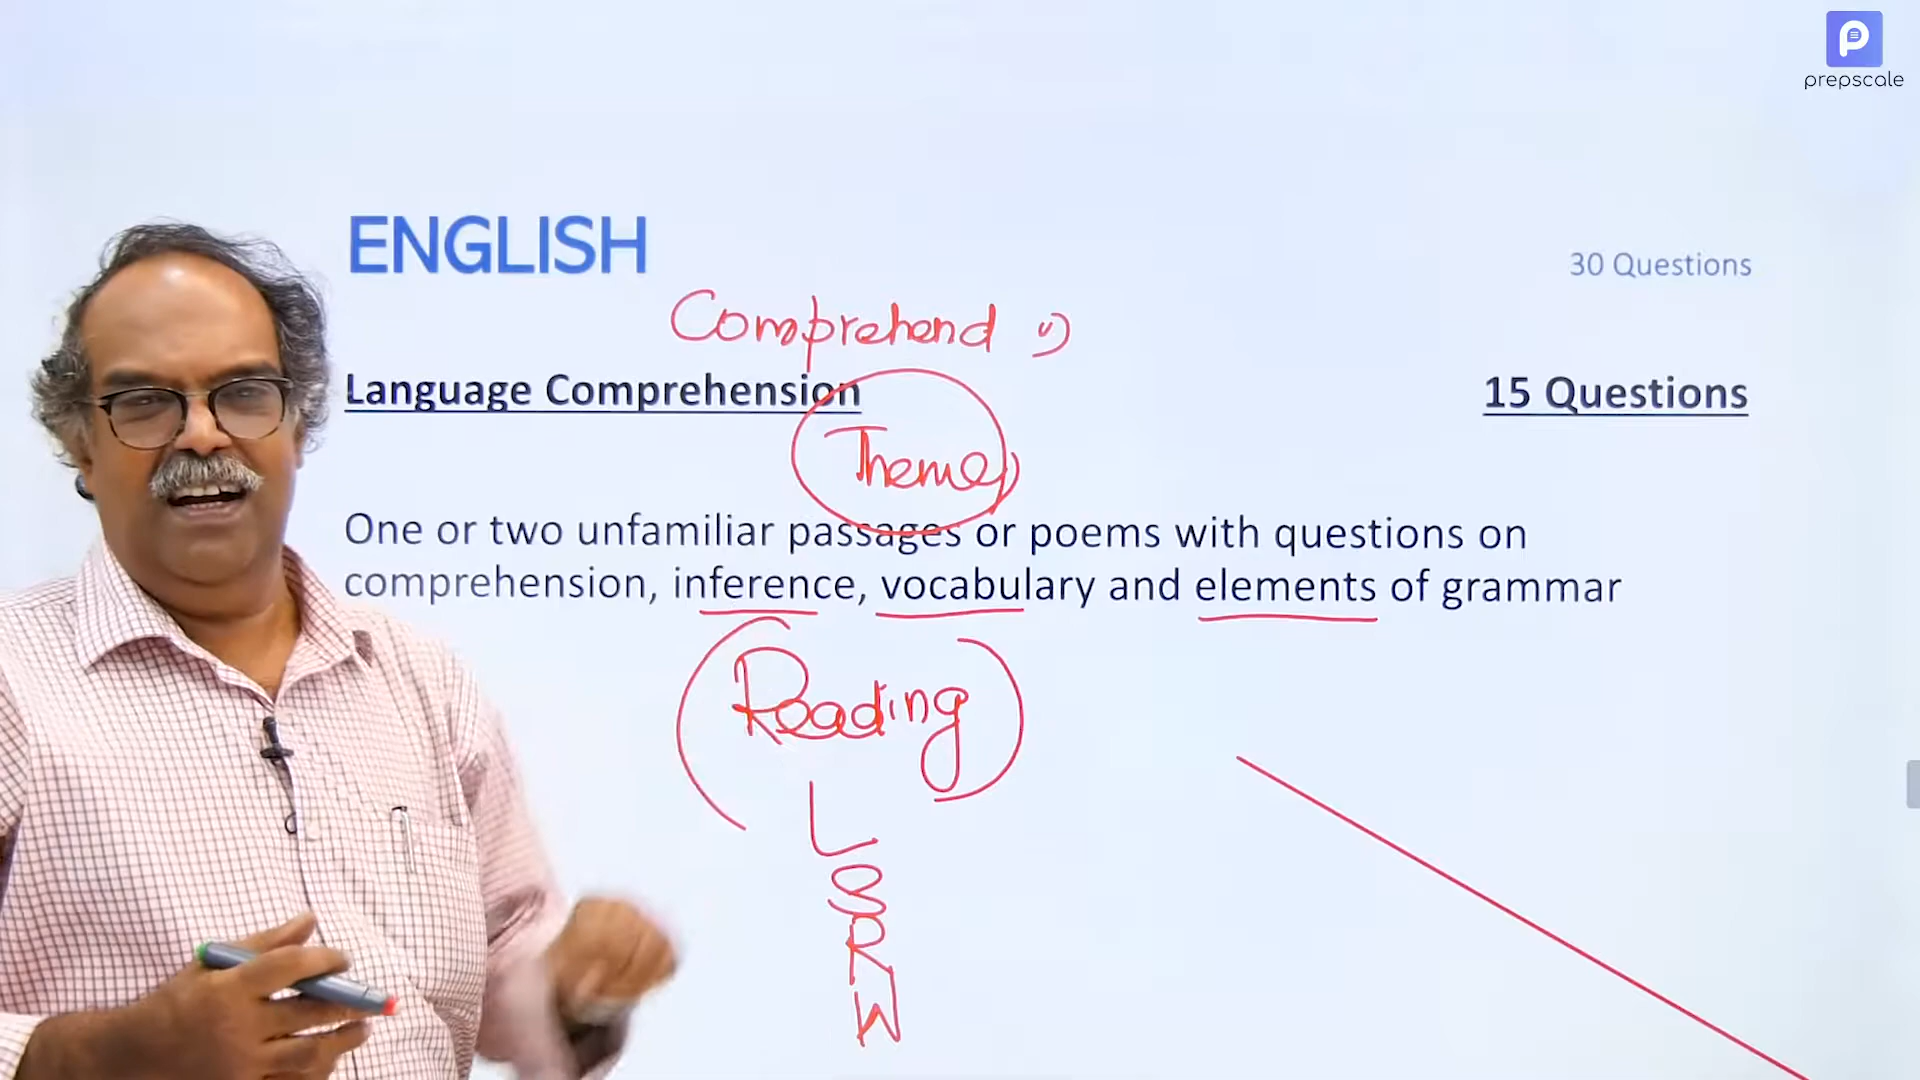 prepscale
ENGLISH
30 Questions
Comprehend
Language Comprehension
15 Questions
Theme
One or two unfamiliar passages or poems with questions on
comprehension, inference, vocabulary and elements of grammar
Reading
L
S
R
W